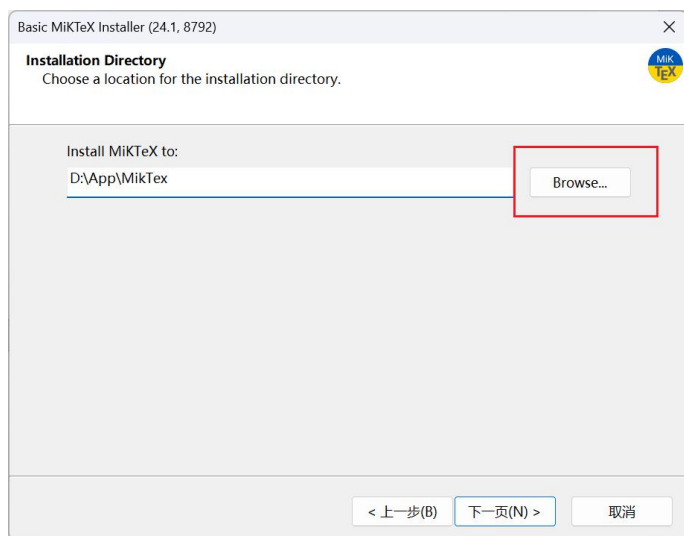 Basic MiKTeX Installer (24.1, 8792)
Installation Directory
Choose a location for the installation directory.
MiK
TEX
Install MiKTeX to:
D:\App\MikTex
Browse...
< 上一步(B)
下一页(N) >
取消